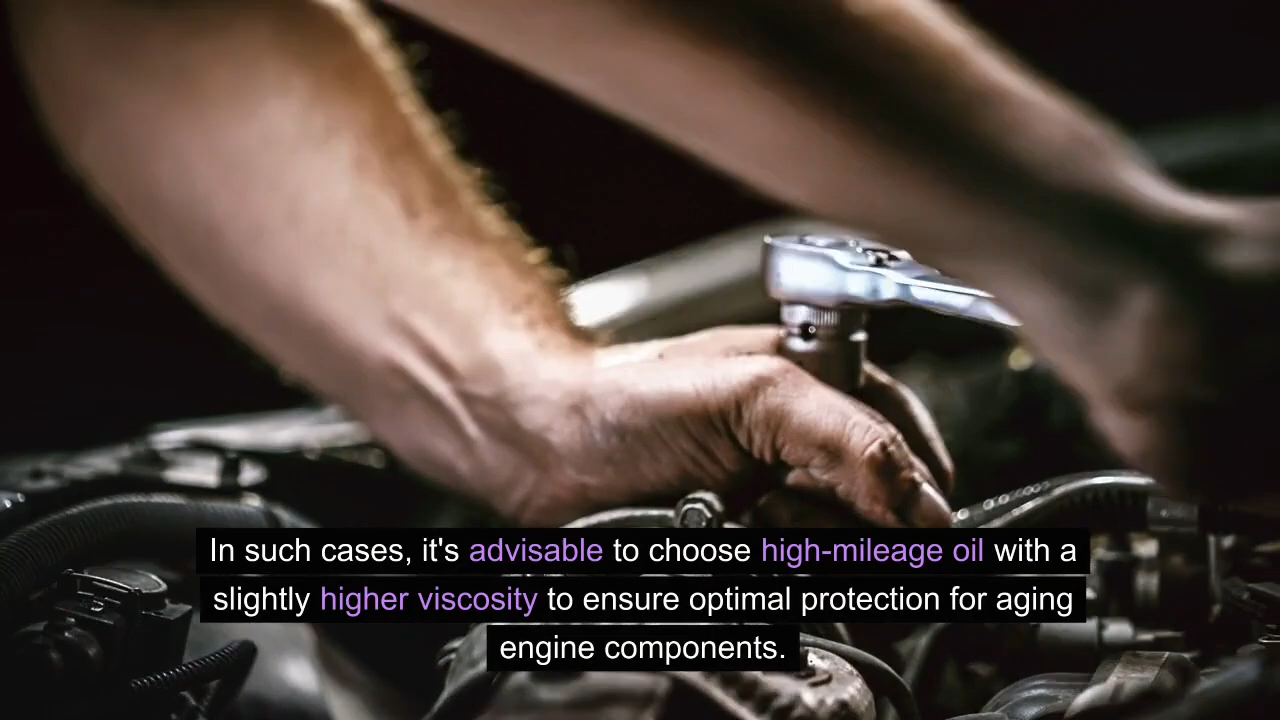 In such cases, it's advisable to choose high-mileage oil with a
slightly higher viscosity to ensure optimal protection for aging
engine components.